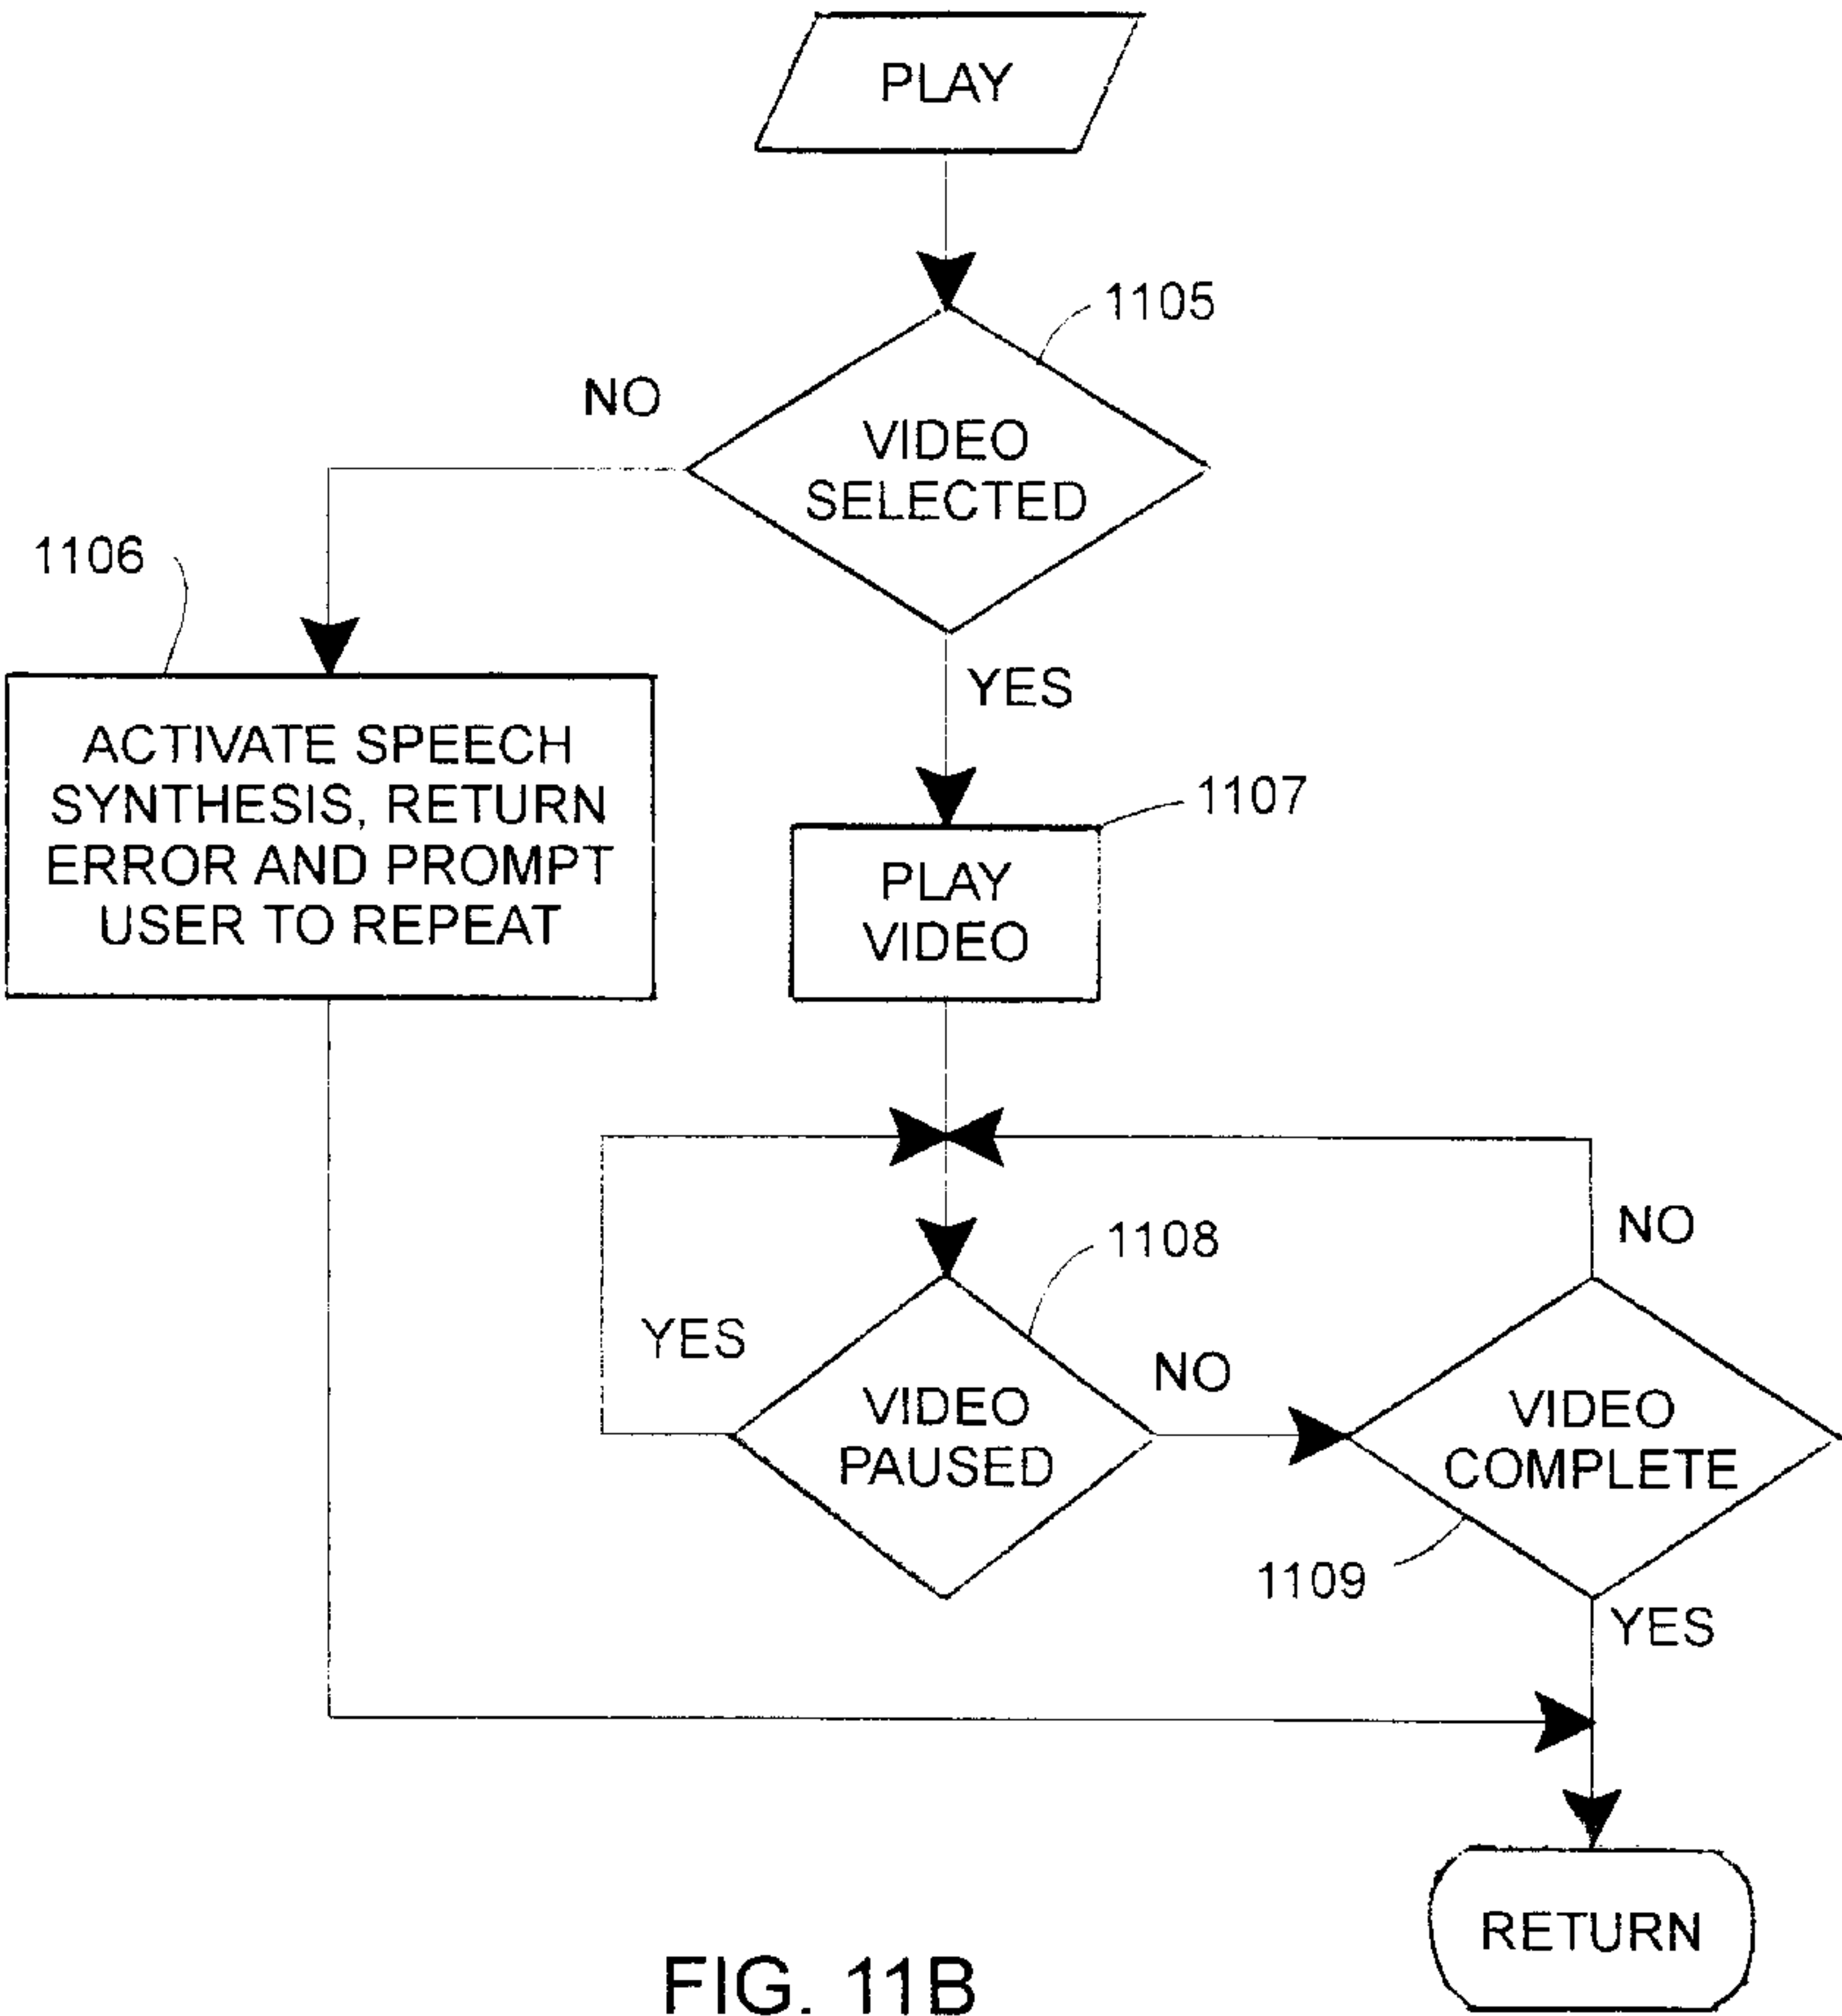 PLAY
1105
NO
VIDEO
SELECTED
1106
YES
ACTIVATE SPEECH
SYNTHESIS, RETURN
ERROR AND PROMPT
USER TO REPEAT
1107
PLAY
VIDEO
1108
NO
YES
NO
VIDEO
PAUSED
VIDEO
COMPLETE
1109
YES
RETURN
FIG. 11B